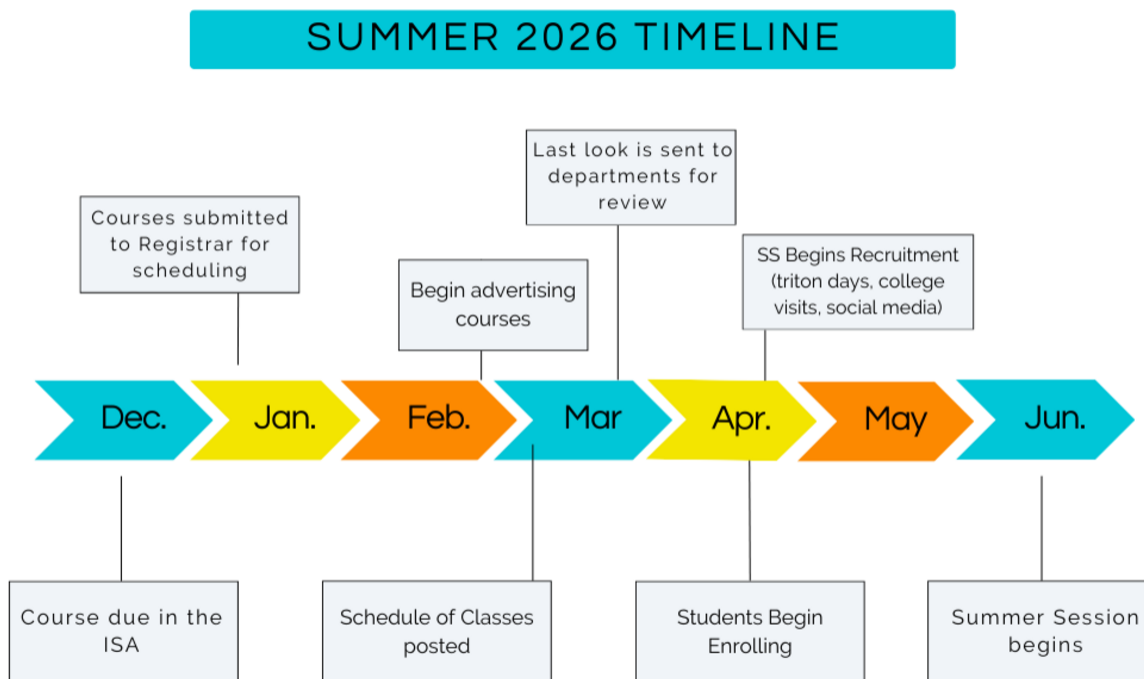 SUMMER 2026 TIMELINE
Last look is sent to
departments for
review
Courses submitted
to Registrar for
scheduling
Begin advertising
courses
SS Begins Recruitment
(triton days, college
visits, social media)
Dec.
Jan.
Feb.
Mar
Apr.
May
Jun.
Course due in the
ISA
Schedule of Classes
posted
Students Begin
Enrolling
Summer Session
begins